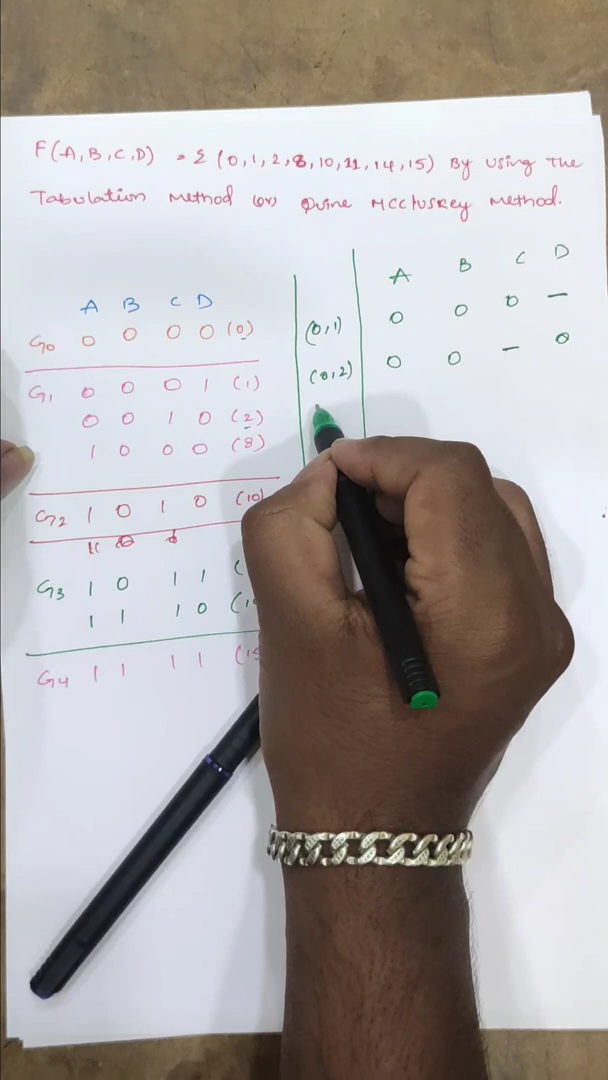 F(A,B,C,D) = Σ (0,1,2,8,10,11,14,15) By using the
Tabulation Method (or) Quine McCluskey Method.
A B C D
G0 0 0 0 0 (0)
G1 0 0 0 1 (1)
0 0 1 0 (2)
1 0 0 0 (8)
G2 1 0 1 0 (10)
G3 1 0 1 1 (
1 1 1 0 (1
G4 1 1 1 1 (15
A B C D
(0,1) 0 0 0 –
(0,2) 0 0 – 0